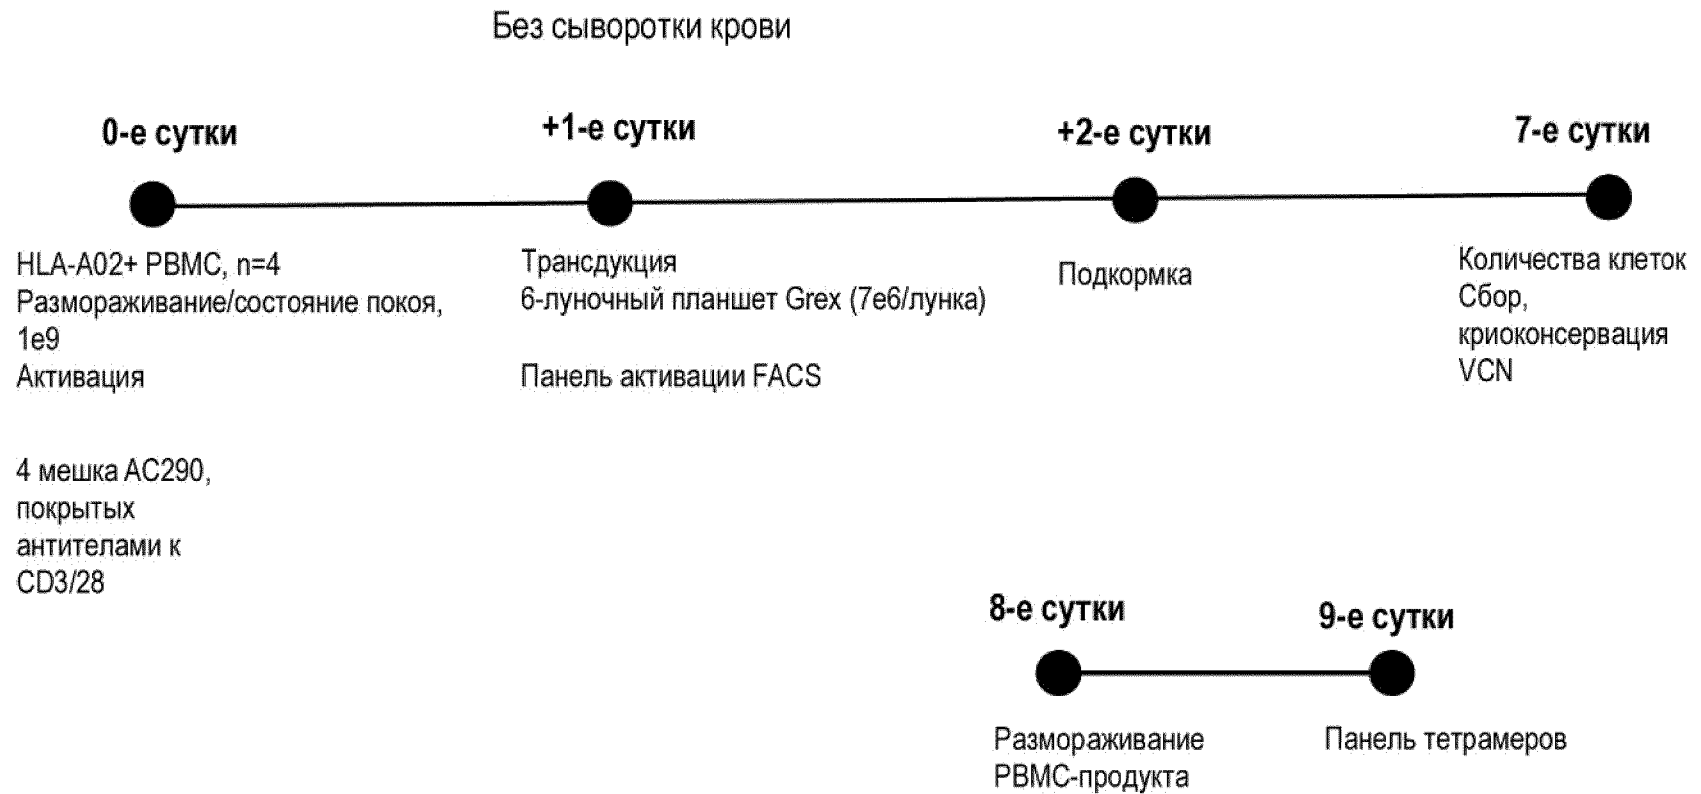 Без сыворотки крови
0-е сутки
+1-е сутки
+2-е сутки
7-е сутки
HLA-A02+ PBMC, n=4
Размораживание/состояние покоя,
1e9
Активация
4 мешка AC290,
покрытых
антителами к
CD3/28
Трансдукция
6-луночный планшет Grex (7e6/лунка)
Панель активации FACS
Подкормка
Количества клеток
Сбор,
криоконсервация
VCN
8-е сутки
9-е сутки
Размораживание
PBMC-продукта
Панель тетрамеров